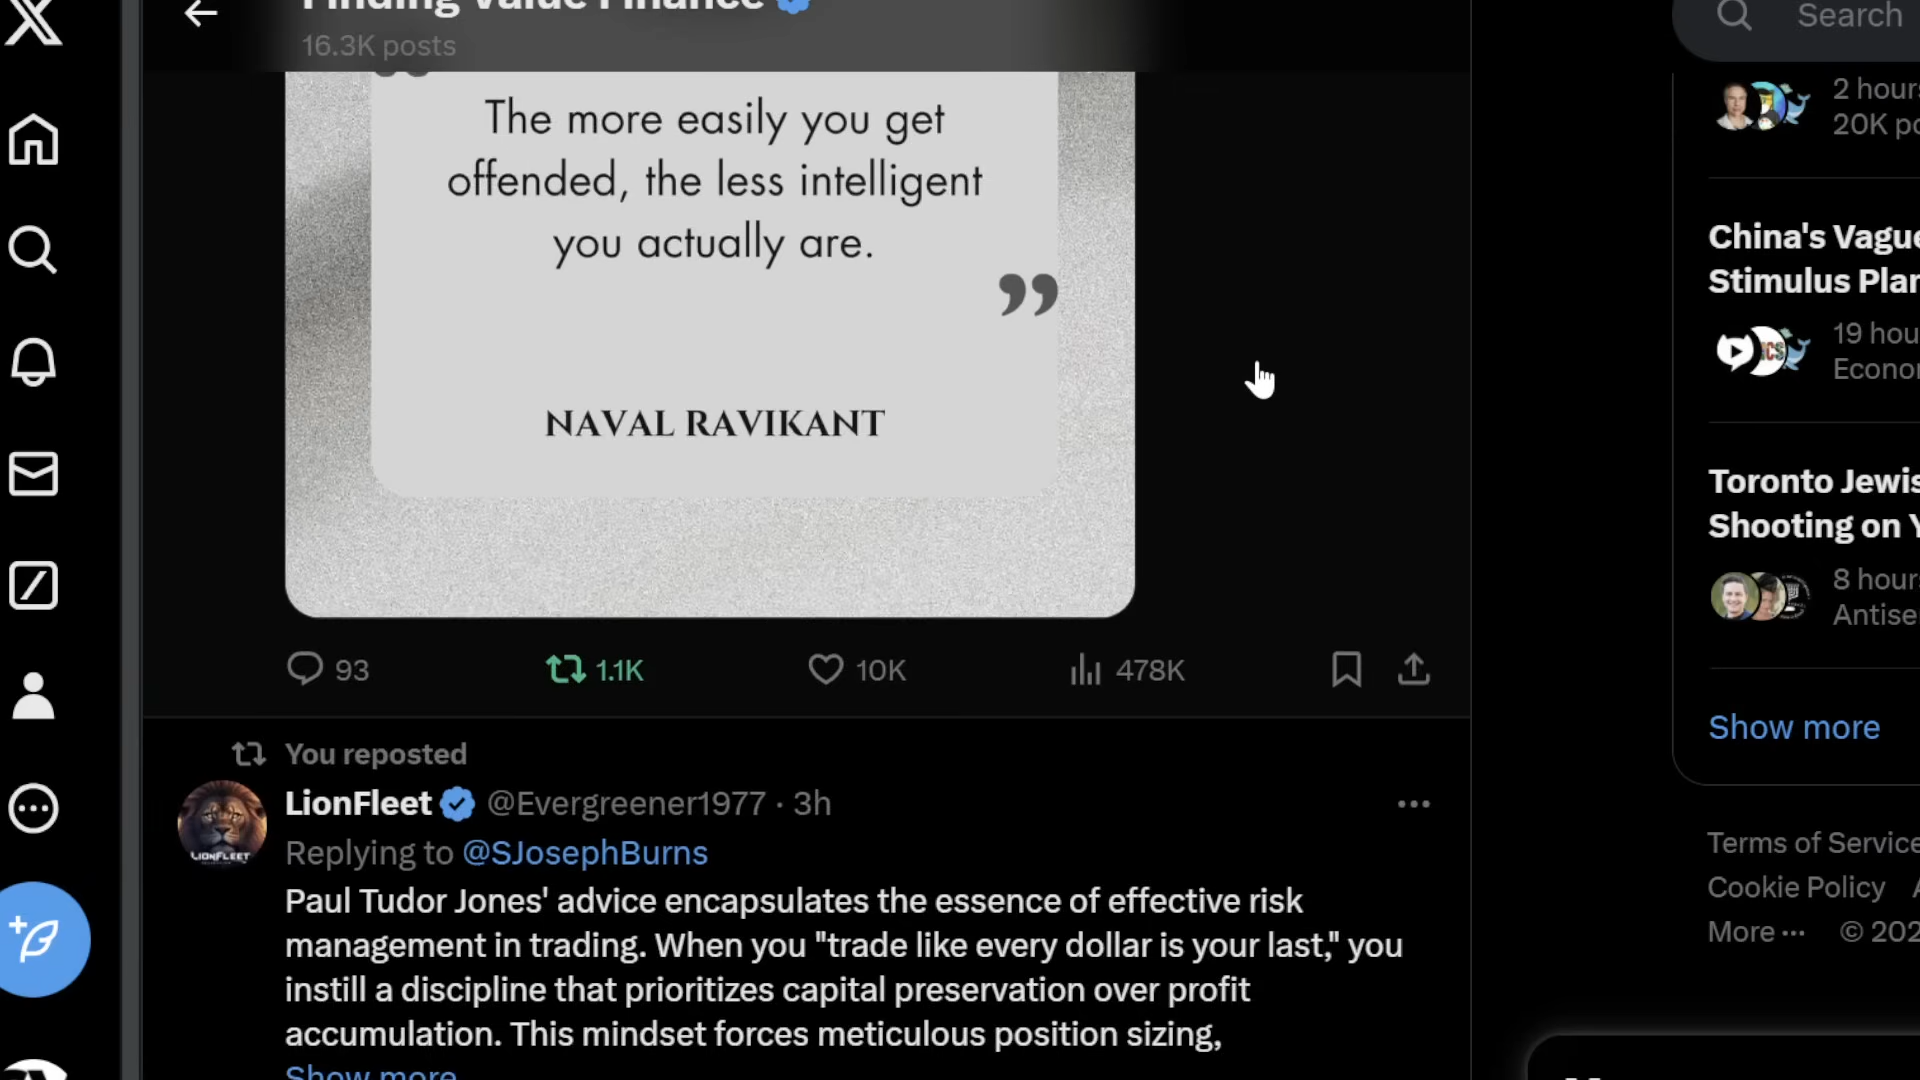 Finding Value Finance
16.3K posts
The more easily you get
offended, the less intelligent
you actually are.
”
NAVAL RAVIKANT
93
1.1K
10K
478K
You reposted
LionFleet @Evergreener1977 · 3h
Replying to @SJosephBurns
Paul Tudor Jones' advice encapsulates the essence of effective risk
management in trading. When you "trade like every dollar is your last," you
instill a discipline that prioritizes capital preservation over profit
accumulation. This mindset forces meticulous position sizing,
Show more
LIONFLEET
Search
2 hours
20K po
China's Vague
Stimulus Plan
19 hou
Econor
Toronto Jewis
Shooting on Y
8 hours
Antise
Show more
Terms of Service
Cookie Policy A
More ··· © 202